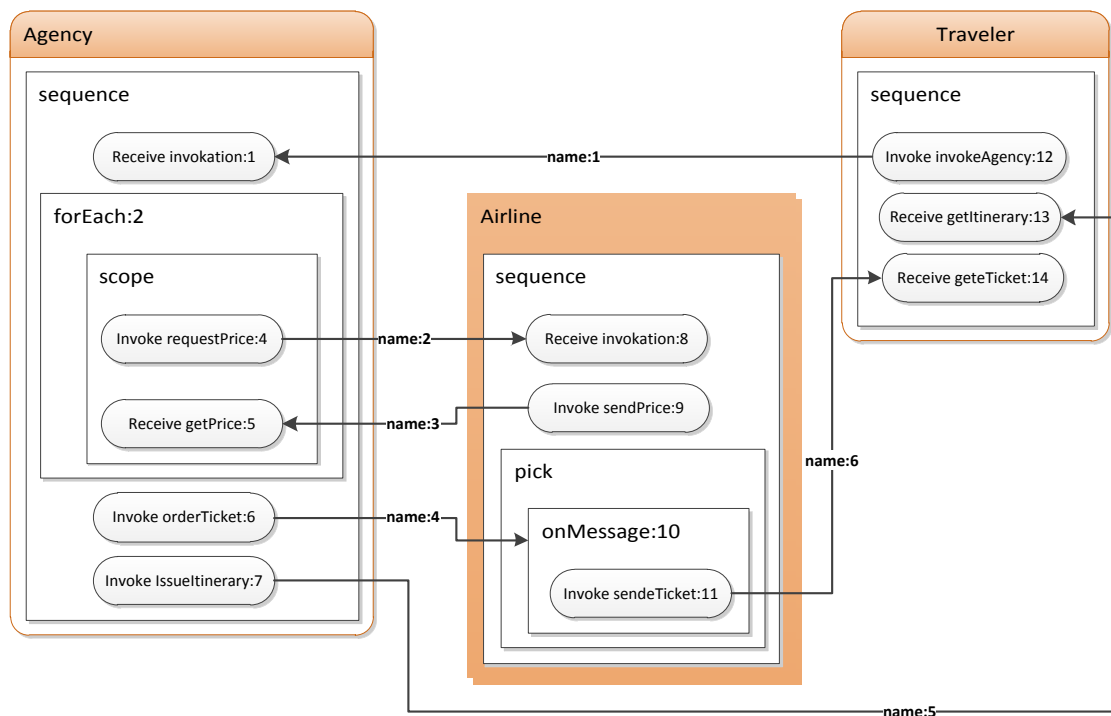 Agency
sequence
Receive invokation:1
forEach:2
scope
Invoke requestPrice:4
Receive getPrice:5
Invoke orderTicket:6
Invoke IssueItinerary:7
name:1
name:2
name:3
name:4
Airline
sequence
Receive invokation:8
Invoke sendPrice:9
pick
onMessage:10
Invoke sendeTicket:11
name:6
Traveler
sequence
Invoke invokeAgency:12
Receive getItinerary:13
Receive geteTicket:14
name:5